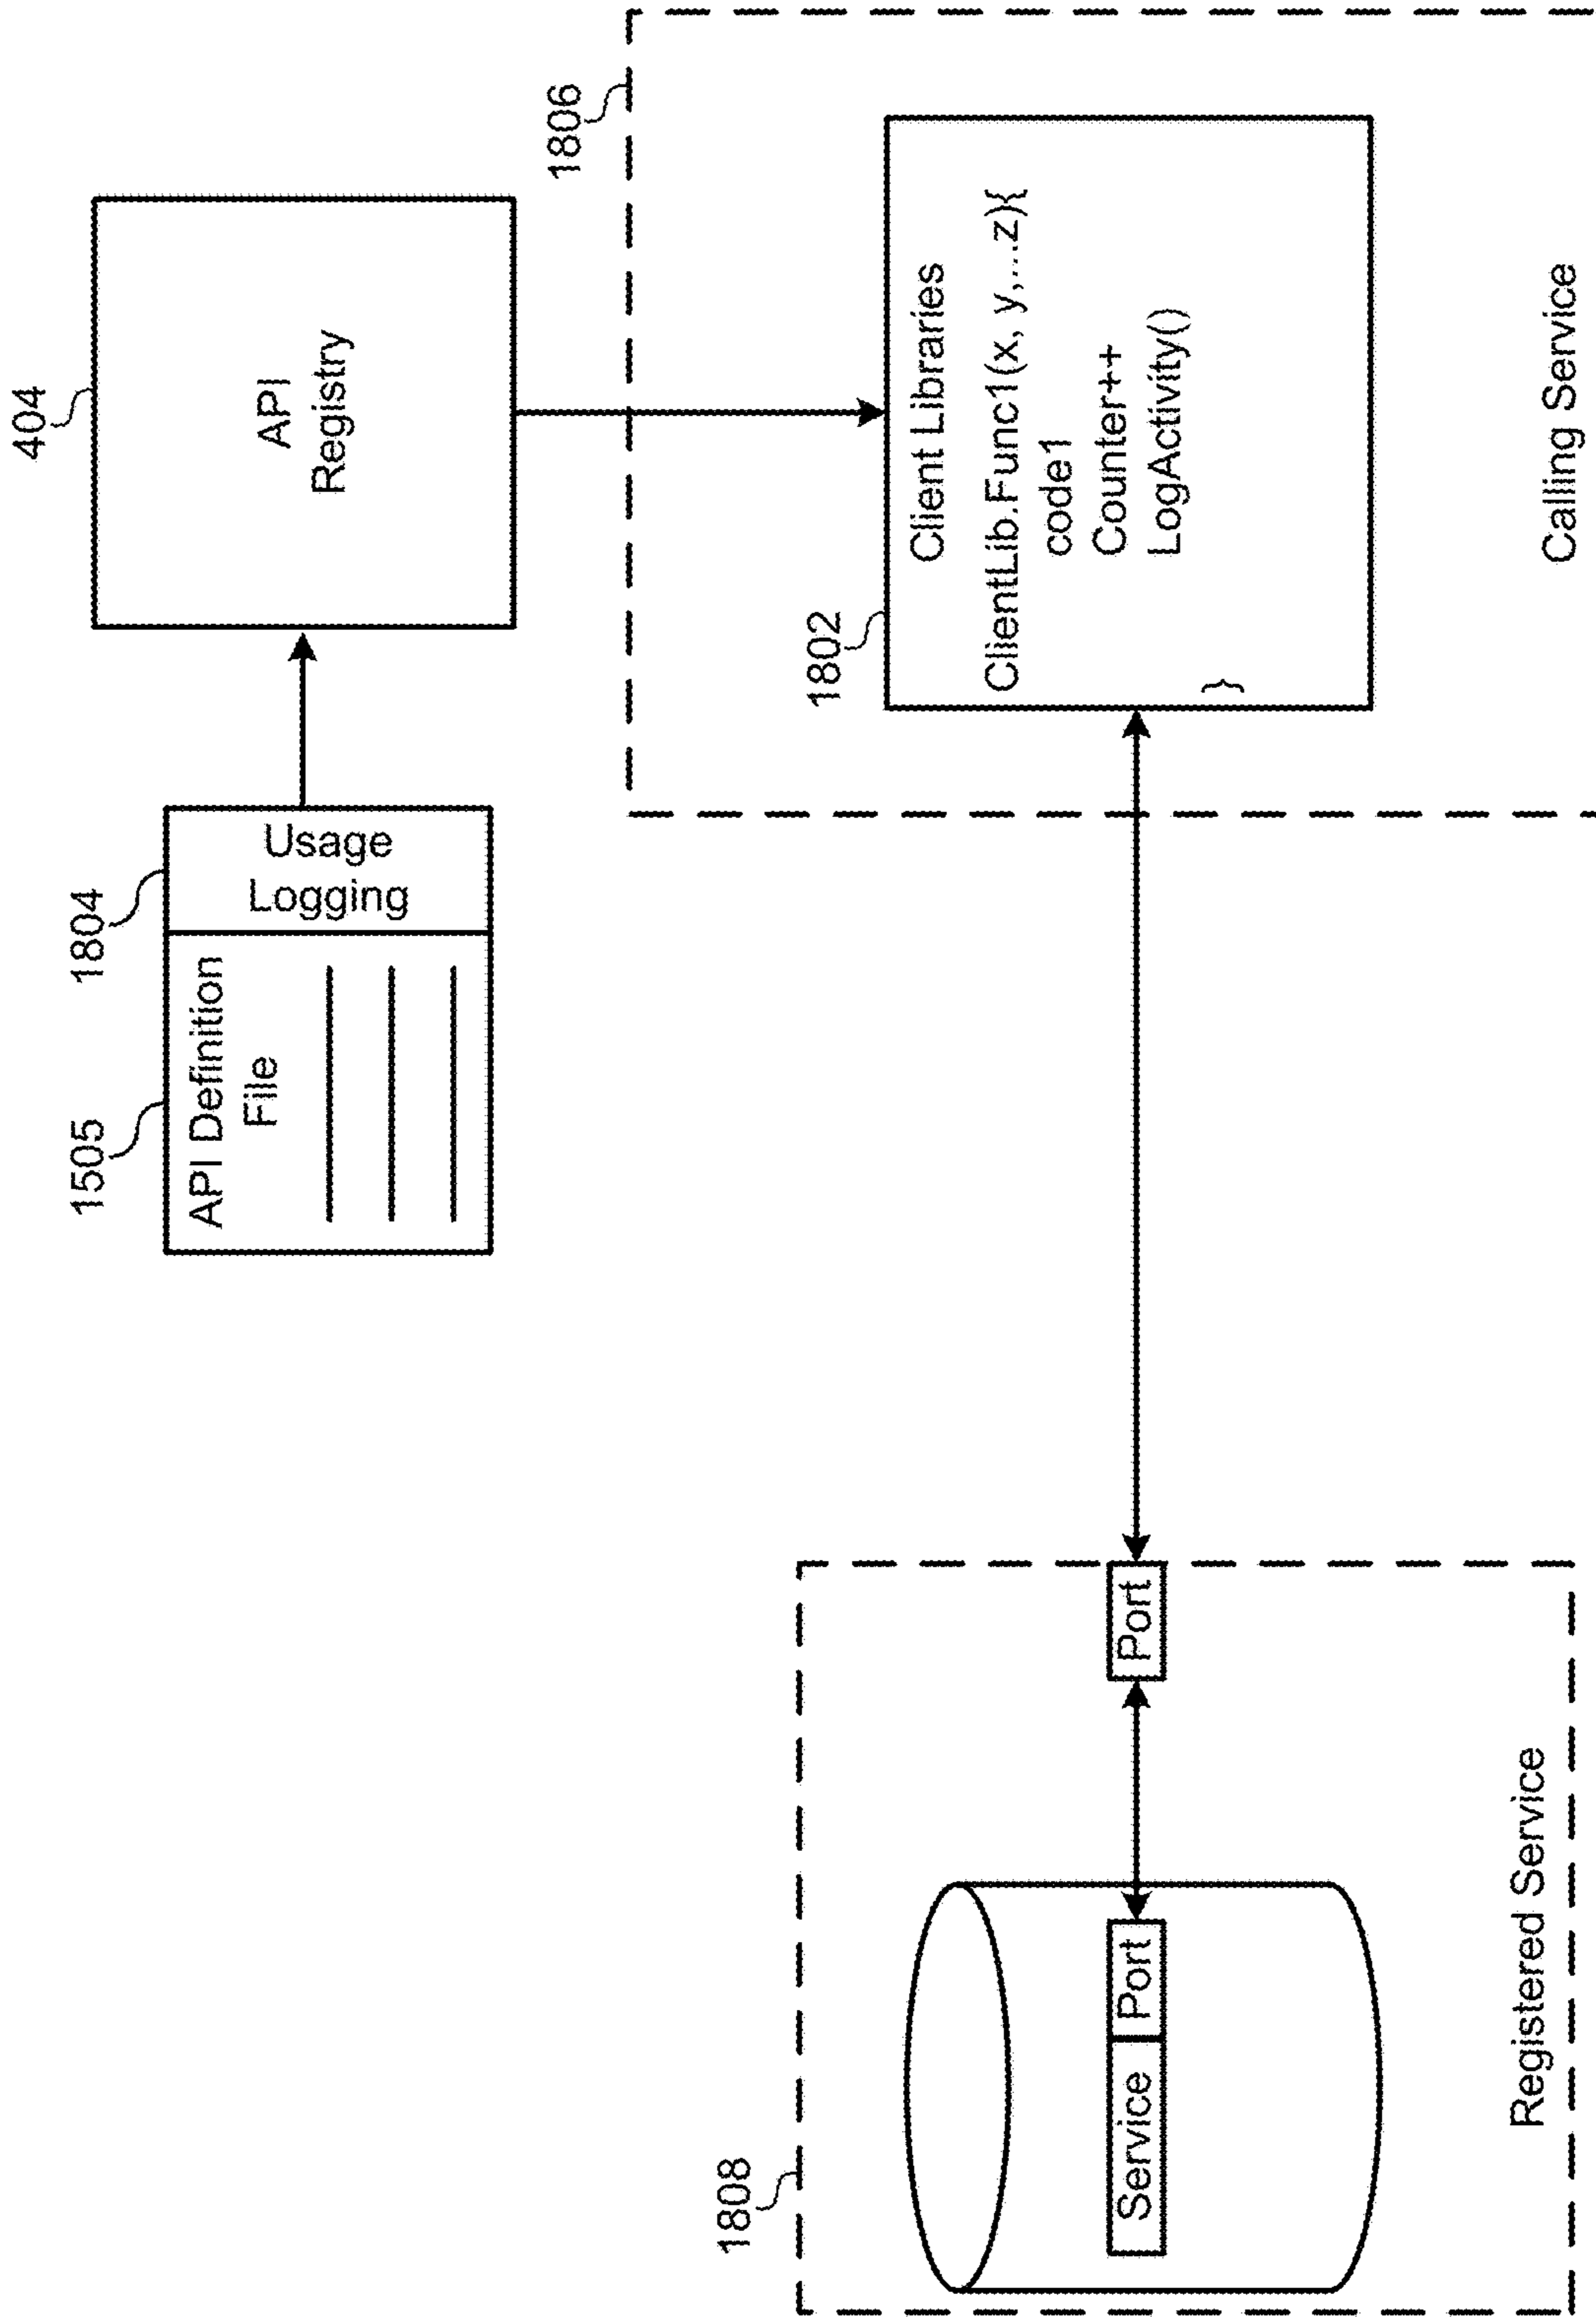 1505
1804
404
API Definition
File
Usage
Logging
API
Registry
1806
1802
Client Libraries
ClientLib.Func1(x, y,...z){
code1
Counter++
LogActivity()
}
Calling Service
1808
Service
Port
Port
Registered Service